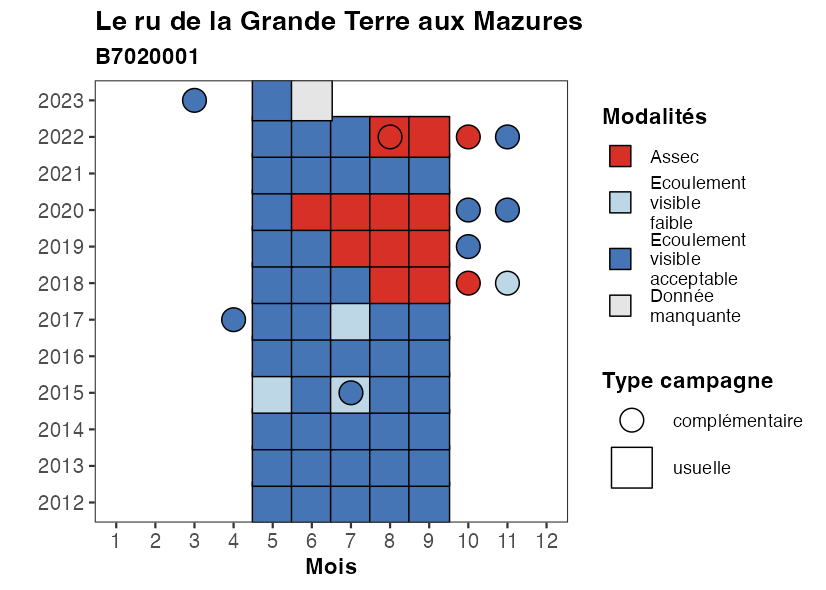 Le ru de la Grande Terre aux Mazures
B7020001
2023
2022
2021
2020
2019
2018
2017
2016
2015
2014
2013
2012
1 2 3 4 5 6 7 8 9 10 11 12
Mois
Modalités
Assec
Ecoulement
visible
faible
Ecoulement
visible
acceptable
Donnée
manquante
Type campagne
complémentaire
usuelle